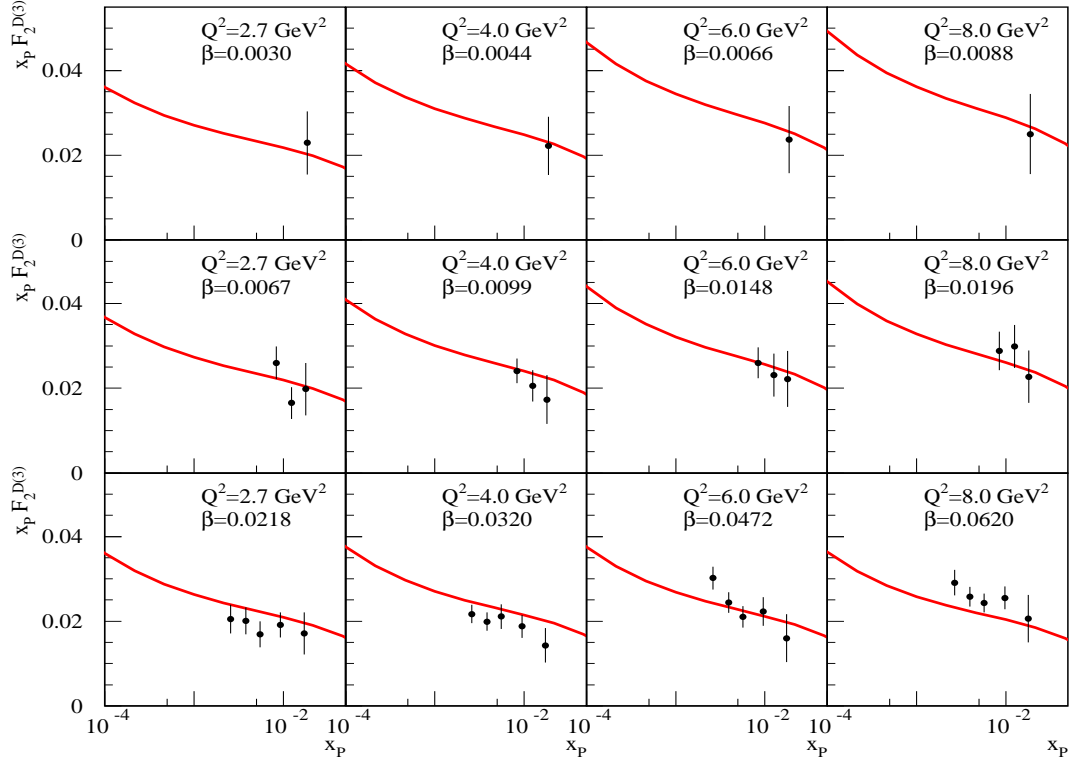 x_P F_2^D(3)
0.04
0.02
0
Q²=2.7 GeV²
β=0.0030
Q²=4.0 GeV²
β=0.0044
Q²=6.0 GeV²
β=0.0066
Q²=8.0 GeV²
β=0.0088
x_P F_2^D(3)
0.04
0.02
0
Q²=2.7 GeV²
β=0.0067
Q²=4.0 GeV²
β=0.0099
Q²=6.0 GeV²
β=0.0148
Q²=8.0 GeV²
β=0.0196
x_P F_2^D(3)
0.04
0.02
0
Q²=2.7 GeV²
β=0.0218
Q²=4.0 GeV²
β=0.0320
Q²=6.0 GeV²
β=0.0472
Q²=8.0 GeV²
β=0.0620
10⁻⁴ 10⁻² 10⁻⁴ 10⁻² 10⁻⁴ 10⁻² 10⁻⁴ 10⁻²
x_P x_P x_P x_P